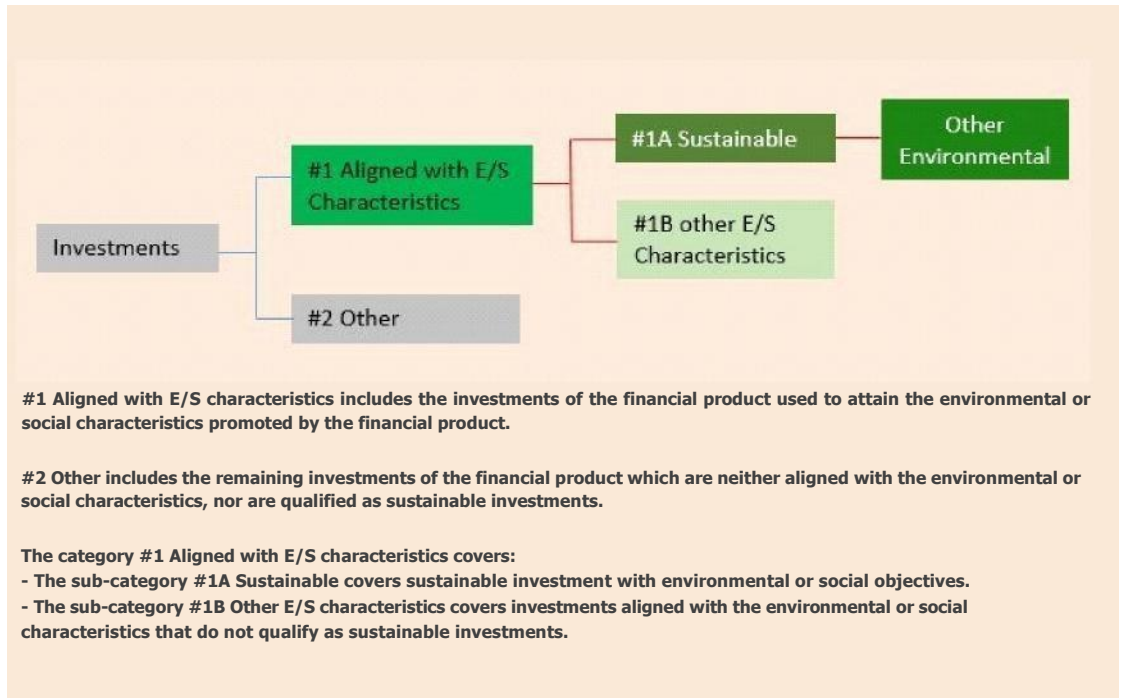 Other
Environmental
#1A Sustainable
#1 Aligned with E/S
Characteristics
#1B other E/S
Characteristics
Investments
#2 Other
#1 Aligned with E/S characteristics includes the investments of the financial product used to attain the environmental or
social characteristics promoted by the financial product.
#2 Other includes the remaining investments of the financial product which are neither aligned with the environmental or
social characteristics, nor are qualified as sustainable investments.
The category #1 Aligned with E/S characteristics covers:
- The sub-category #1A Sustainable covers sustainable investment with environmental or social objectives.
- The sub-category #1B Other E/S characteristics covers investments aligned with the environmental or social
characteristics that do not qualify as sustainable investments.